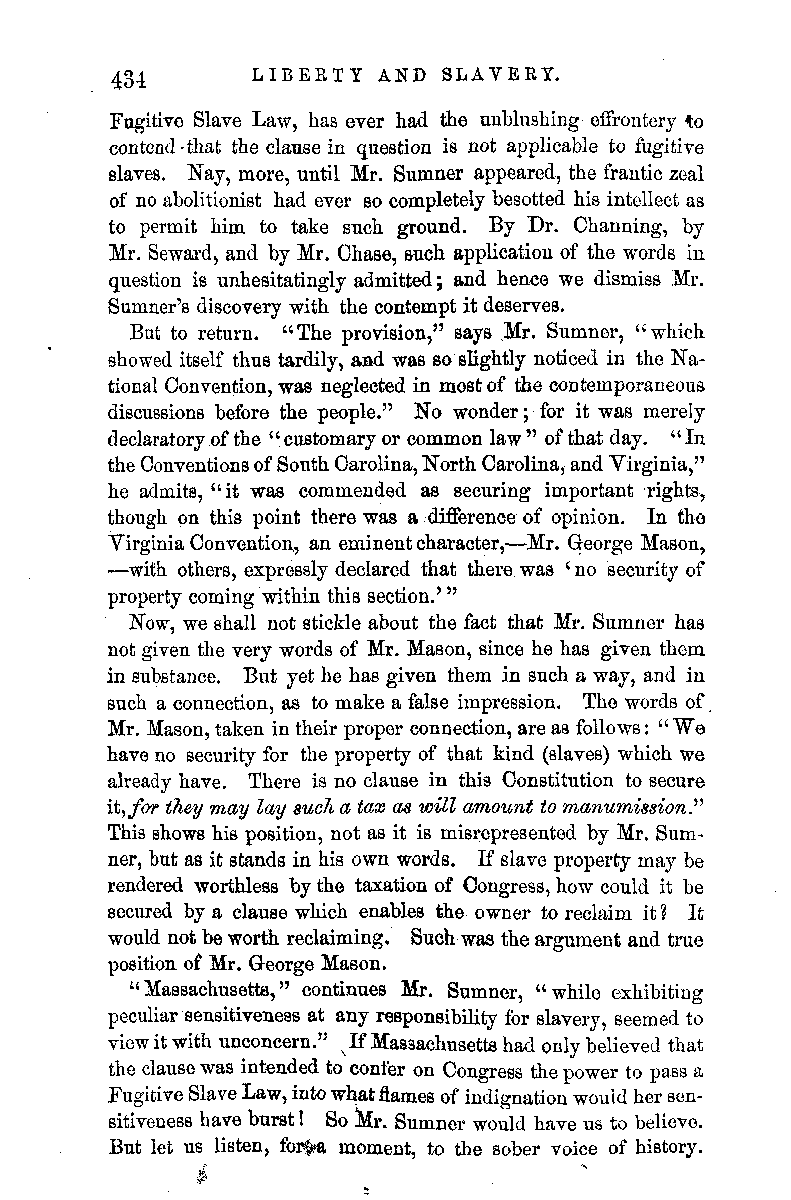 434 LIBERTY AND SLAVERY.
Fugitive Slave Law, has ever had the unblushing effrontery to
contend that the clause in question is not applicable to fugitive
slaves. Nay, more, until Mr. Sumner appeared, the frantic zeal
of no abolitionist had ever so completely besotted his intellect as
to permit him to take such ground. By Dr. Channing, by
Mr. Seward, and by Mr. Chase, such application of the words in
question is unhesitatingly admitted; and hence we dismiss Mr.
Sumner's discovery with the contempt it deserves.
But to return. "The provision," says Mr. Sumner, "which
showed itself thus tardily, and was so slightly noticed in the Na-
tional Convention, was neglected in most of the contemporaneous
discussions before the people." No wonder; for it was merely
declaratory of the "customary or common law" of that day. "In
the Conventions of South Carolina, North Carolina, and Virginia,"
he admits, "it was commended as securing important rights,
though on this point there was a difference of opinion. In the
Virginia Convention, an eminent character,—Mr. George Mason,
—with others, expressly declared that there was 'no security of
property coming within this section.'"
Now, we shall not stickle about the fact that Mr. Sumner has
not given the very words of Mr. Mason, since he has given them
in substance. But yet he has given them in such a way, and in
such a connection, as to make a false impression. The words of
Mr. Mason, taken in their proper connection, are as follows: "We
have no security for the property of that kind (slaves) which we
already have. There is no clause in this Constitution to secure
it, for they may lay such a tax as will amount to manumission."
This shows his position, not as it is misrepresented by Mr. Sum-
ner, but as it stands in his own words. If slave property may be
rendered worthless by the taxation of Congress, how could it be
secured by a clause which enables the owner to reclaim it? It
would not be worth reclaiming. Such was the argument and true
position of Mr. George Mason.
"Massachusetts," continues Mr. Sumner, "while exhibiting
peculiar sensitiveness at any responsibility for slavery, seemed to
view it with unconcern." If Massachusetts had only believed that
the clause was intended to confer on Congress the power to pass a
Fugitive Slave Law, into what flames of indignation would her sen-
sitiveness have burst! So Mr. Sumner would have us to believe.
But let us listen, for a moment, to the sober voice of history.